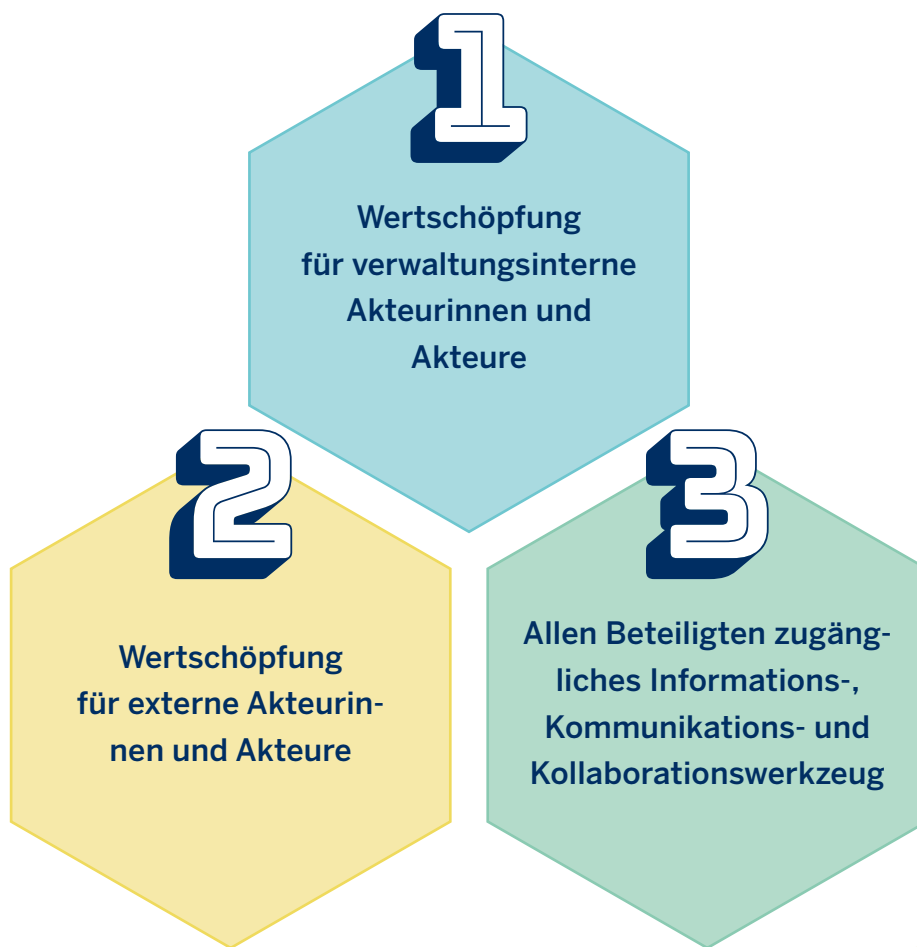 1
Wertschöpfung
für verwaltungsinterne
Akteurinnen und
Akteure
2
Wertschöpfung
für externe Akteurin-
nen und Akteure
3
Allen Beteiligten zugäng-
liches Informations-,
Kommunikations- und
Kollaborationswerkzeug